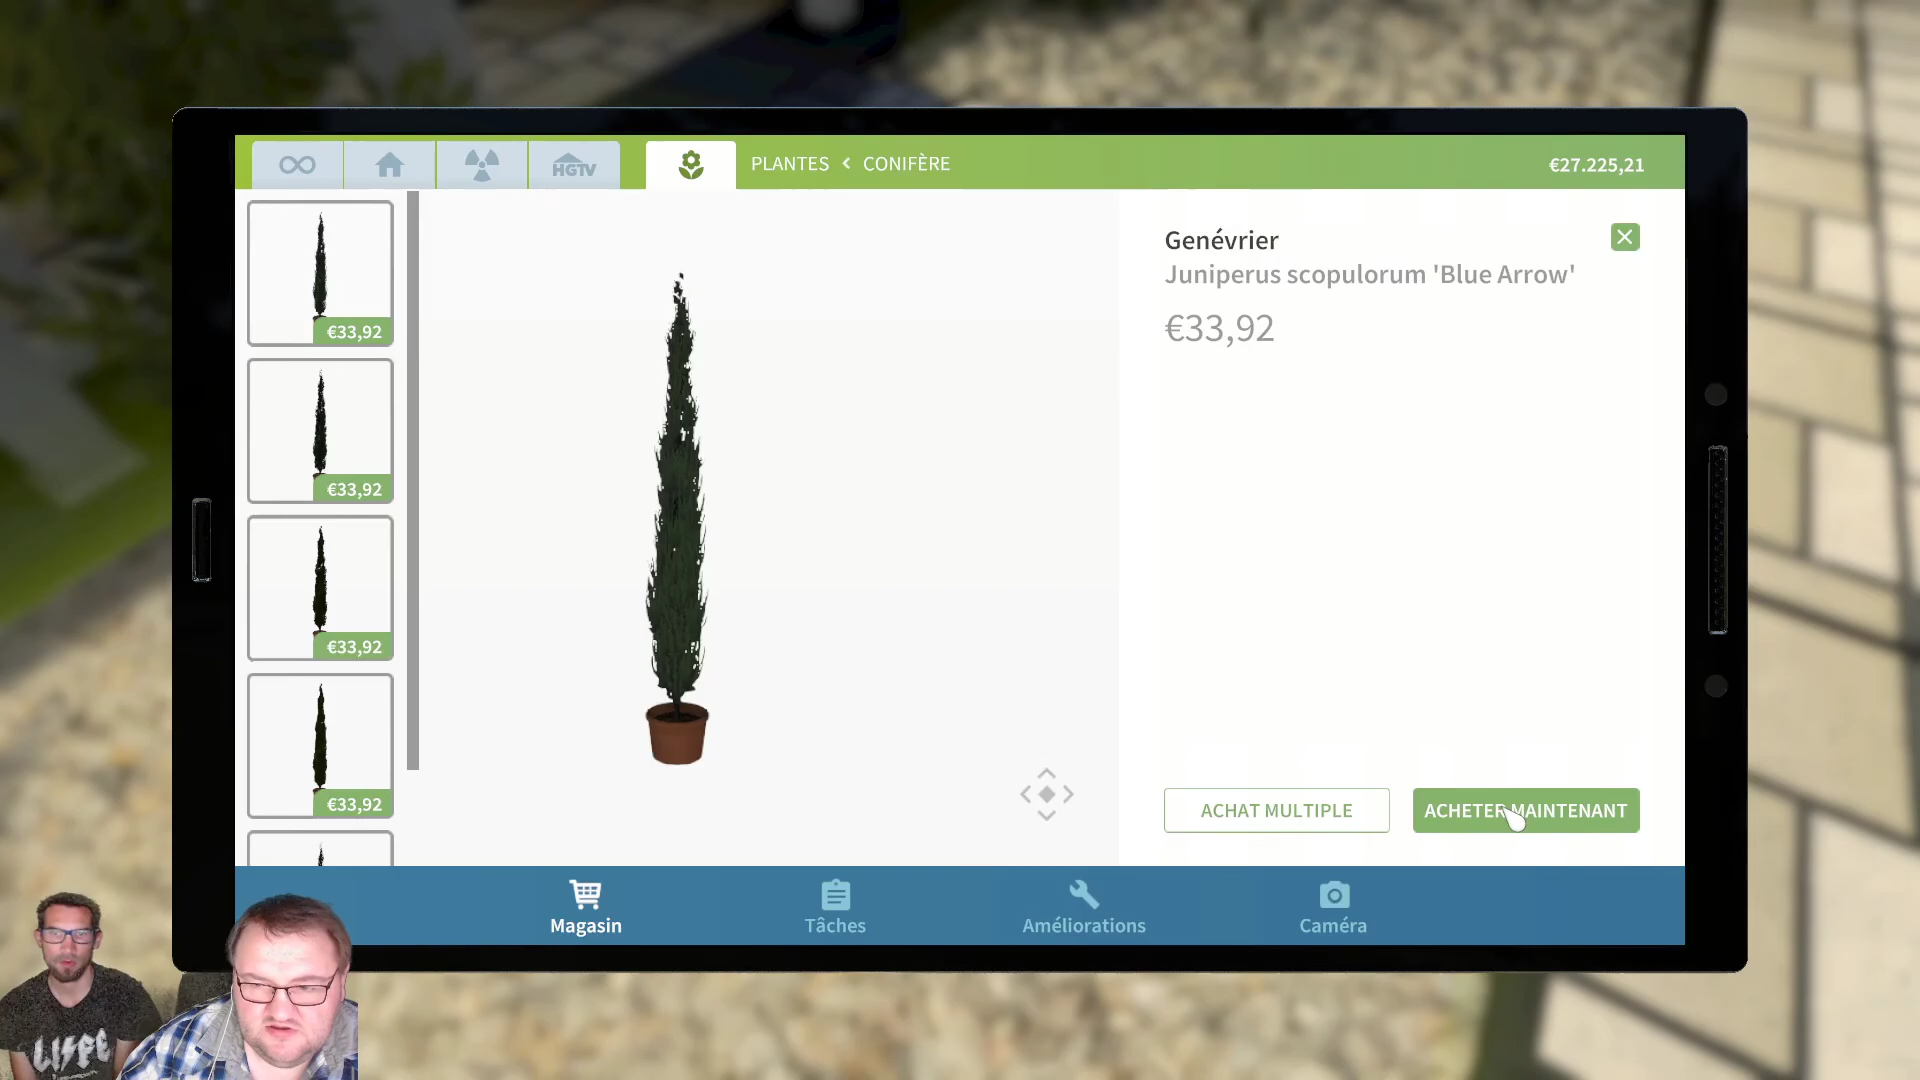 HGTV
PLANTES < CONIFÈRE
€27.225,21
€33,92
€33,92
€33,92
€33,92
Genévrier
Juniperus scopulorum 'Blue Arrow'
€33,92
ACHAT MULTIPLE
ACHETER MAINTENANT
Magasin
Tâches
Améliorations
Caméra